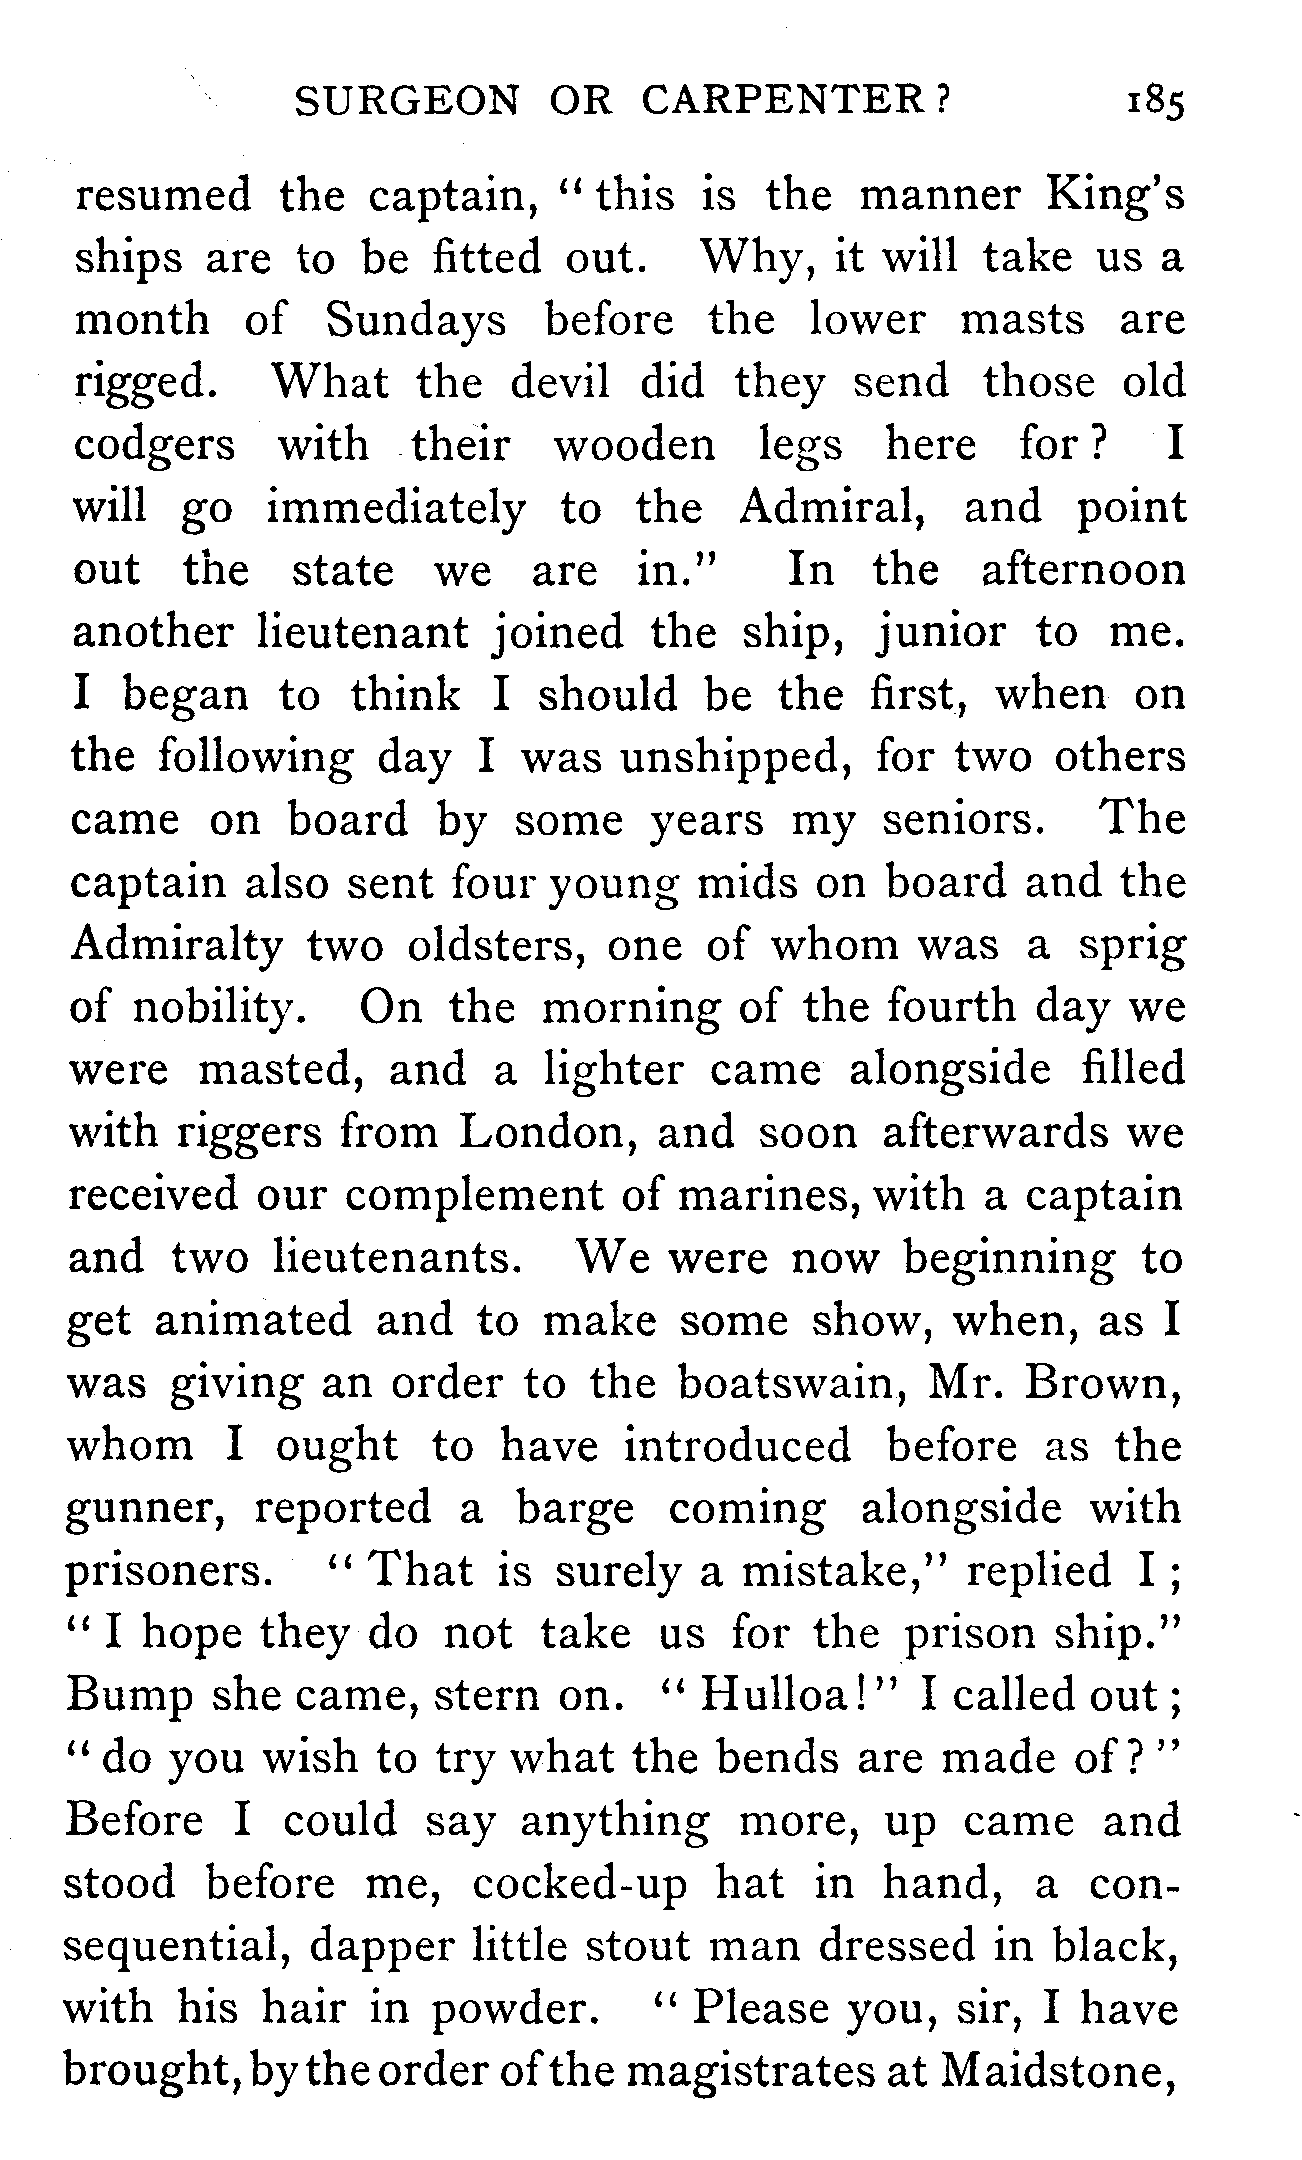 SURGEON OR CARPENTER ? 185
resumed the captain, " this is the manner King's
ships are to be fitted out. Why, it will take us a
month of Sundays before the lower masts are
rigged. What the devil did they send those old
codgers with their wooden legs here for ? I
will go immediately to the Admiral, and point
out the state we are in." In the afternoon
another lieutenant joined the ship, junior to me.
I began to think I should be the first, when on
the following day I was unshipped, for two others
came on board by some years my seniors. The
captain also sent four young mids on board and the
Admiralty two oldsters, one of whom was a sprig
of nobility. On the morning of the fourth day we
were masted, and a lighter came alongside filled
with riggers from London, and soon afterwards we
received our complement of marines, with a captain
and two lieutenants. We were now beginning to
get animated and to make some show, when, as I
was giving an order to the boatswain, Mr. Brown,
whom I ought to have introduced before as the
gunner, reported a barge coming alongside with
prisoners. " That is surely a mistake," replied I ;
" I hope they do not take us for the prison ship."
Bump she came, stern on. " Hulloa!" I called out ;
" do you wish to try what the bends are made of ? "
Before I could say anything more, up came and
stood before me, cocked-up hat in hand, a con-
sequential, dapper little stout man dressed in black,
with his hair in powder. " Please you, sir, I have
brought, by the order of the magistrates at Maidstone,